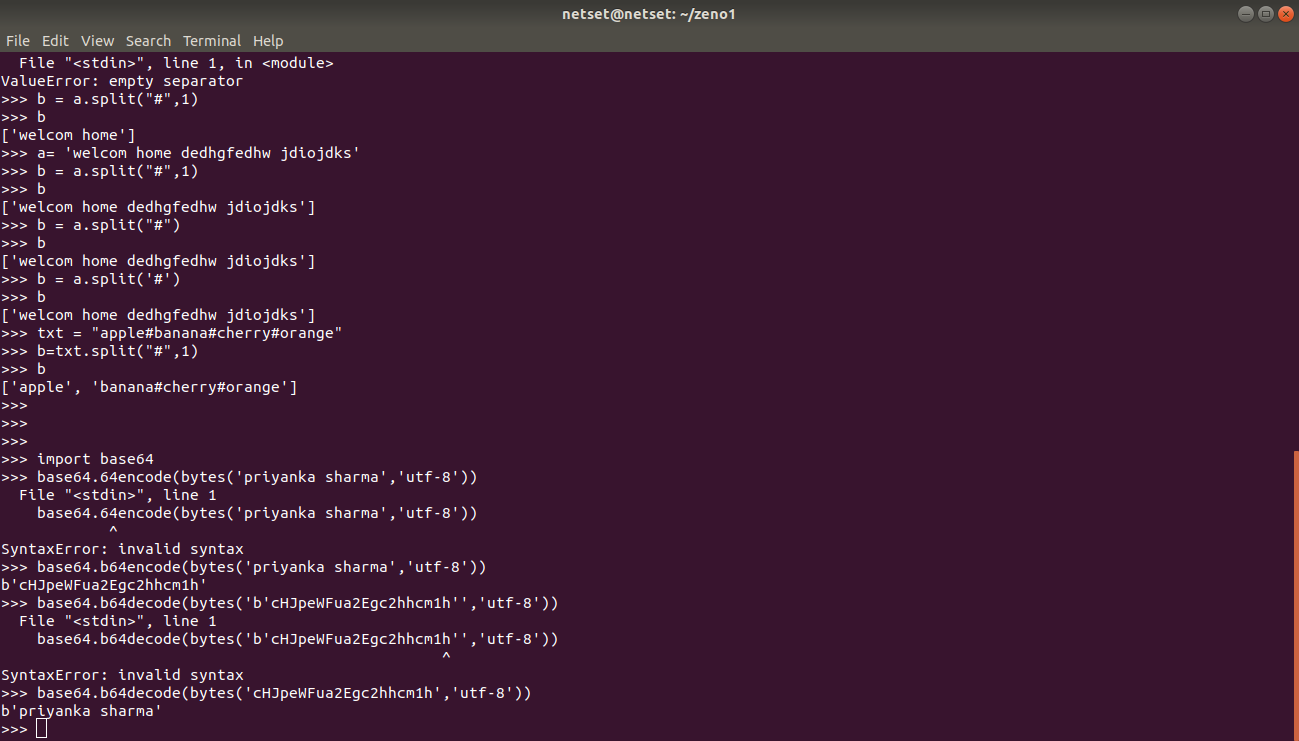 netset@netset: ~/zeno1
File Edit View Search Terminal Help
  File "<stdin>", line 1, in <module>
ValueError: empty separator
>>> b = a.split("#",1)
>>> b
['welcom home']
>>> a= 'welcom home dedhgfedhw jdiojdks'
>>> b = a.split("#",1)
>>> b
['welcom home dedhgfedhw jdiojdks']
>>> b = a.split("#")
>>> b
['welcom home dedhgfedhw jdiojdks']
>>> b = a.split('#')
>>> b
['welcom home dedhgfedhw jdiojdks']
>>> txt = "apple#banana#cherry#orange"
>>> b=txt.split("#",1)
>>> b
['apple', 'banana#cherry#orange']
>>>
>>>
>>>
>>> import base64
>>> base64.64encode(bytes('priyanka sharma','utf-8'))
  File "<stdin>", line 1
    base64.64encode(bytes('priyanka sharma','utf-8'))
            ^
SyntaxError: invalid syntax
>>> base64.b64encode(bytes('priyanka sharma','utf-8'))
b'cHJpeWFua2Egc2hhcm1h'
>>> base64.b64decode(bytes('b'cHJpeWFua2Egc2hhcm1h'','utf-8'))
  File "<stdin>", line 1
    base64.b64decode(bytes('b'cHJpeWFua2Egc2hhcm1h'','utf-8'))
                                                 ^
SyntaxError: invalid syntax
>>> base64.b64decode(bytes('cHJpeWFua2Egc2hhcm1h','utf-8'))
b'priyanka sharma'
>>>